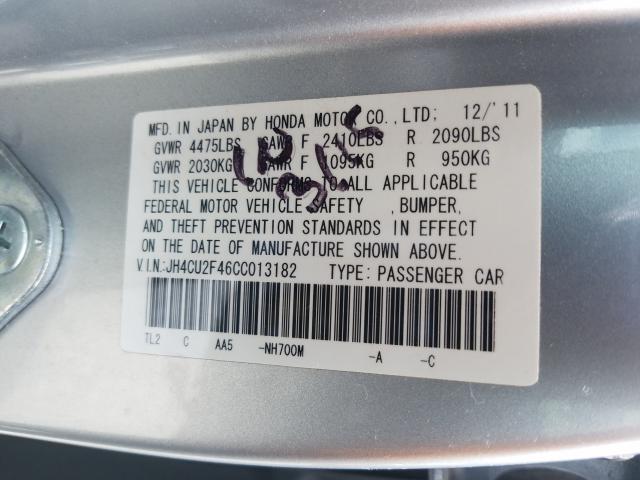 MFD. IN JAPAN BY HONDA MOTOR CO., LTD; 12/'11
GVWR 4475LBS GAWR F 2410LBS R 2090LBS
GVWR 2030KG GAWR F 1095KG R 950KG
THIS VEHICLE CONFORMS TO ALL APPLICABLE
FEDERAL MOTOR VEHICLE SAFETY , BUMPER,
AND THEFT PREVENTION STANDARDS IN EFFECT
ON THE DATE OF MANUFACTURE SHOWN ABOVE.
V.I.N.:JH4CU2F46CC013182 TYPE: PASSENGER CAR
TL2 C AA5 -NH700M -A -C